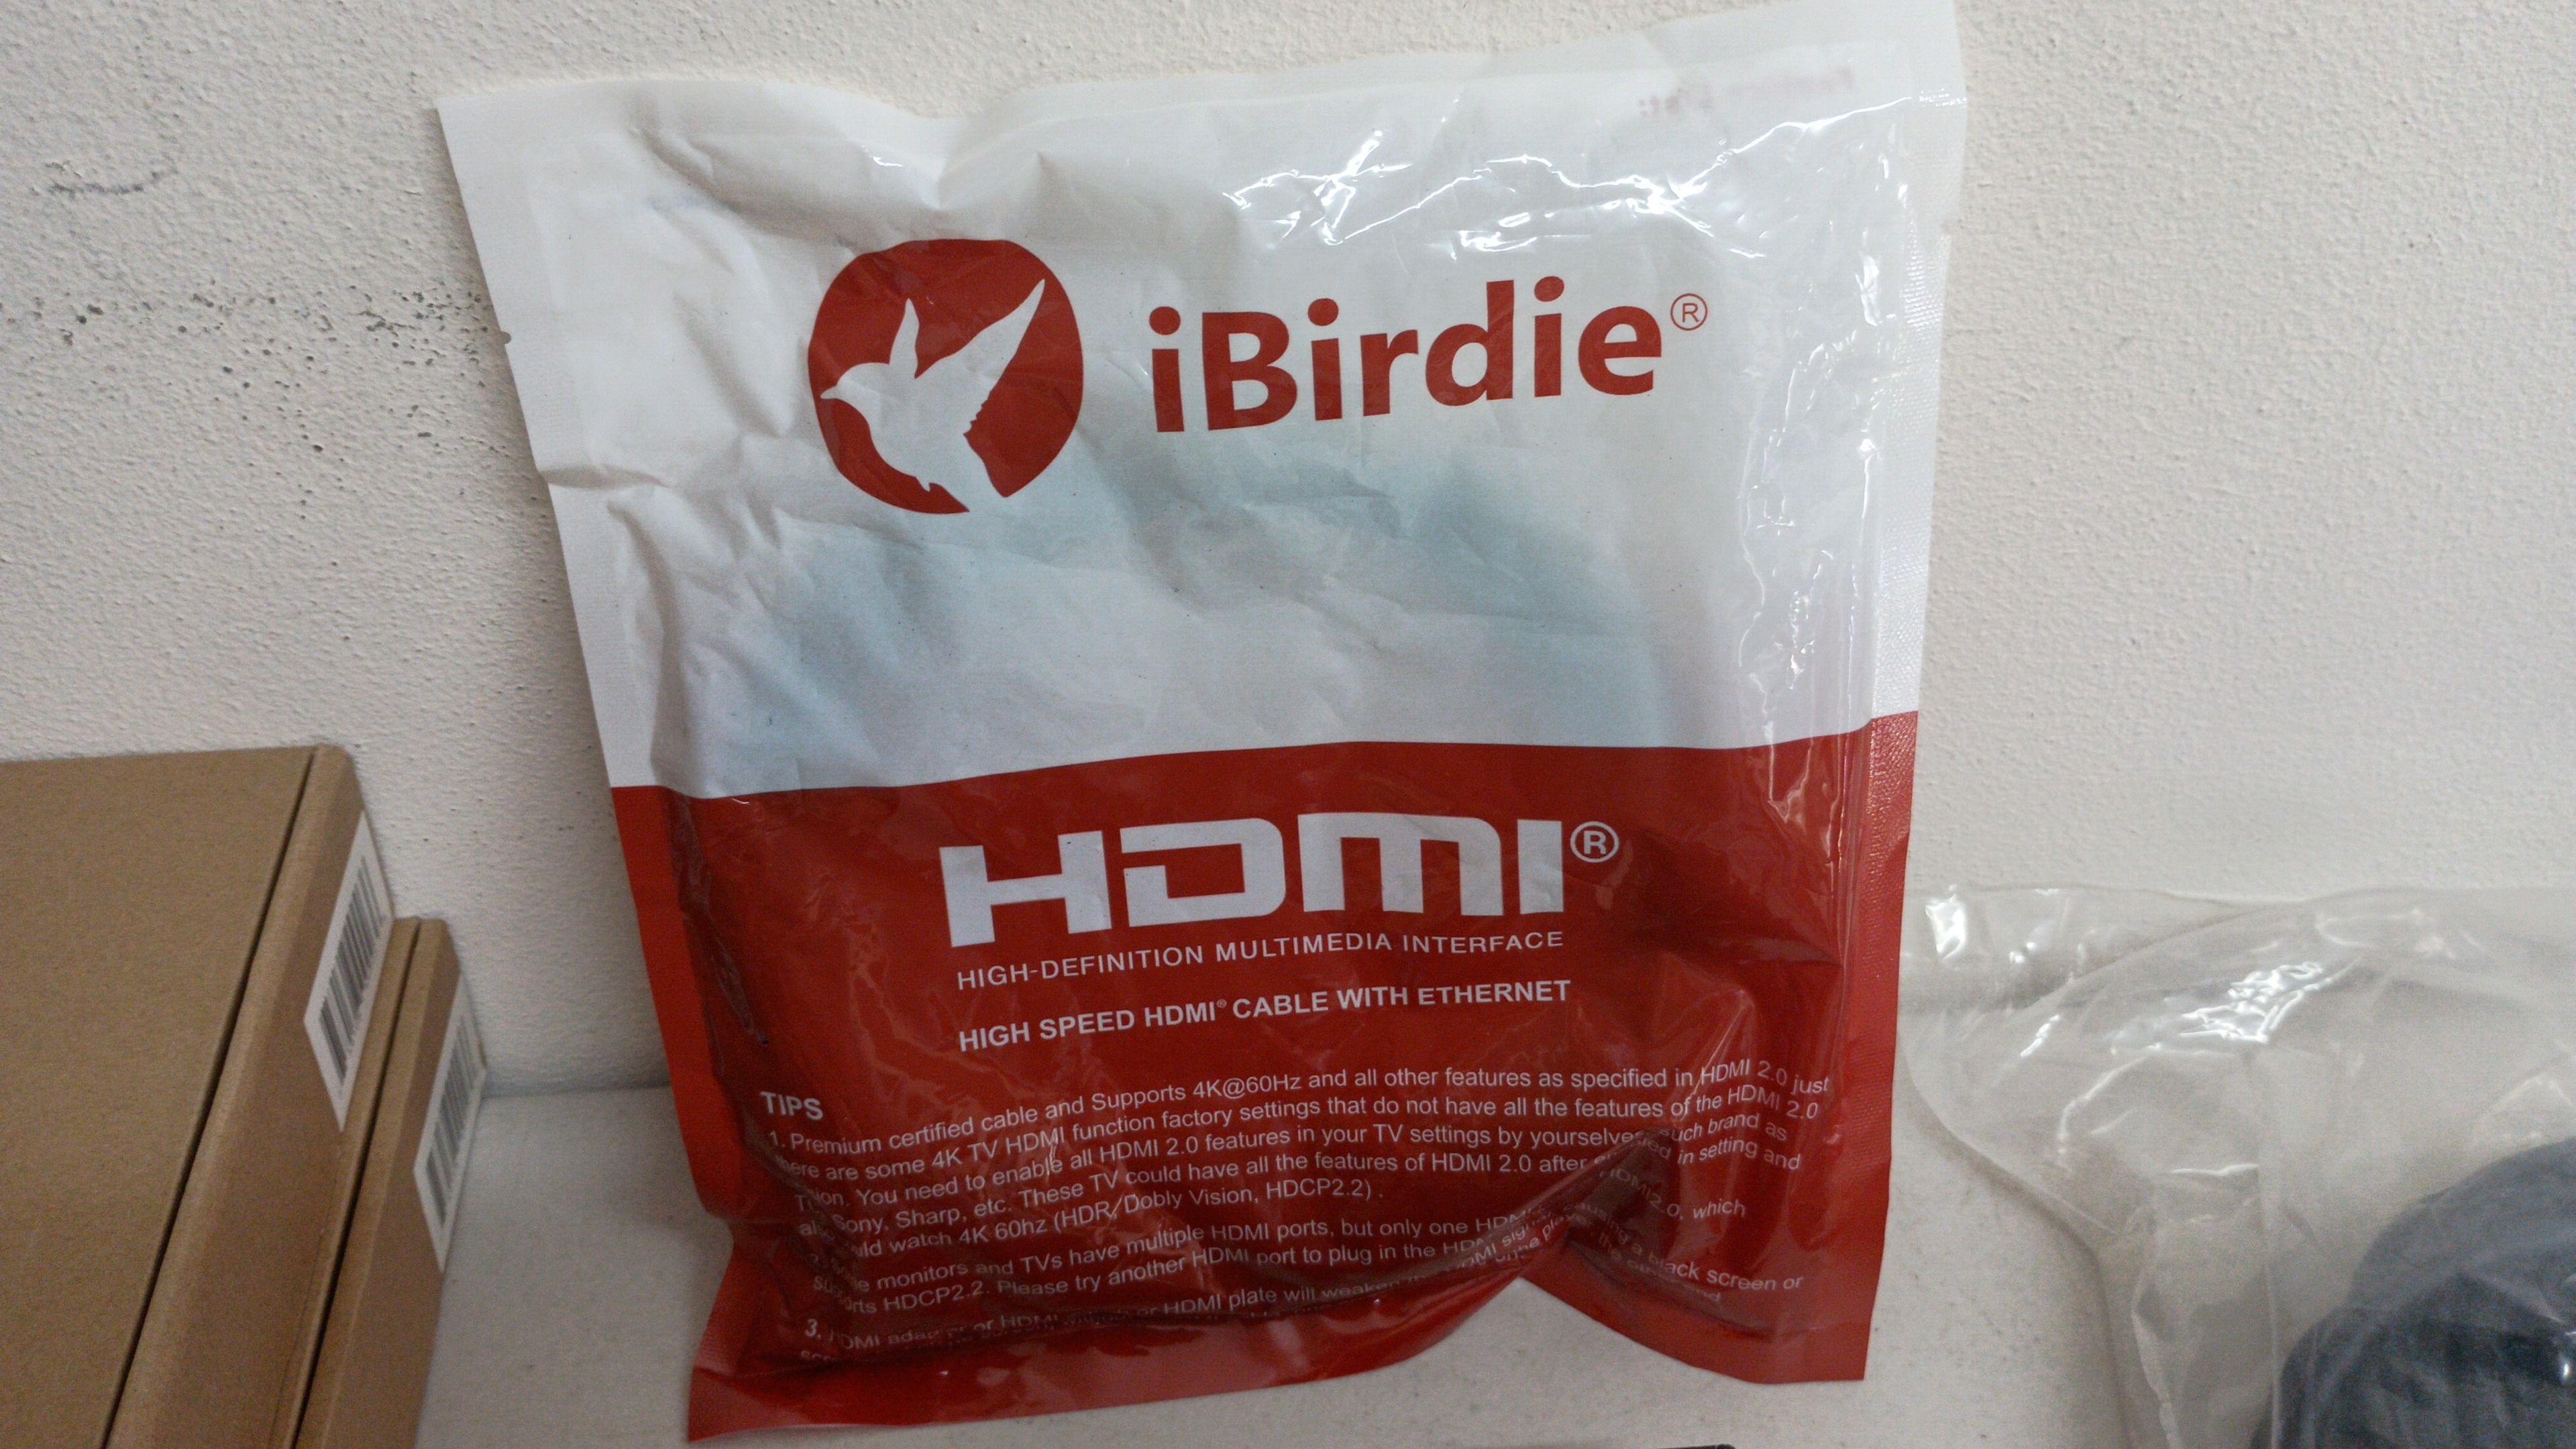 iBirdie®
HDMI®
HIGH-DEFINITION MULTIMEDIA INTERFACE
HIGH SPEED HDMI® CABLE WITH ETHERNET
TIPS
1. Premium certified cable and Supports 4K@60Hz and all other features as specified in HDMI 2.0 just
are some 4K TV HDMI function factory settings that do not have all the features of the HDMI 2.0
You need to enable all HDMI 2.0 features in your TV settings by yourselves such brand as
Sony, Sharp, etc. These TV could have all the features of HDMI 2.0 after in setting and
watch 4K 60hz (HDR/Dobly Vision, HDCP2.2) .
2. monitors and TVs have multiple HDMI ports, but only one HDMI2.0, which
HDCP2.2. Please try another HDMI port to plug in the
3. HDMI or HDMI plate will weaken black screen or